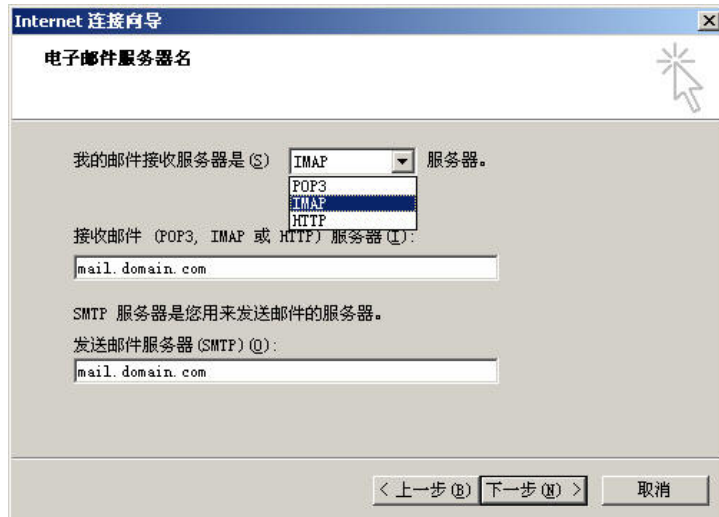 Internet 连接向导
电子邮件服务器名
我的邮件接收服务器是(S) IMAP 服务器。
POP3
IMAP
HTTP
接收邮件 (POP3, IMAP 或 HTTP) 服务器(I):
mail.domain.com
SMTP 服务器是您用来发送邮件的服务器。
发送邮件服务器(SMTP)(O):
mail.domain.com
< 上一步(B) 下一步(N) > 取消